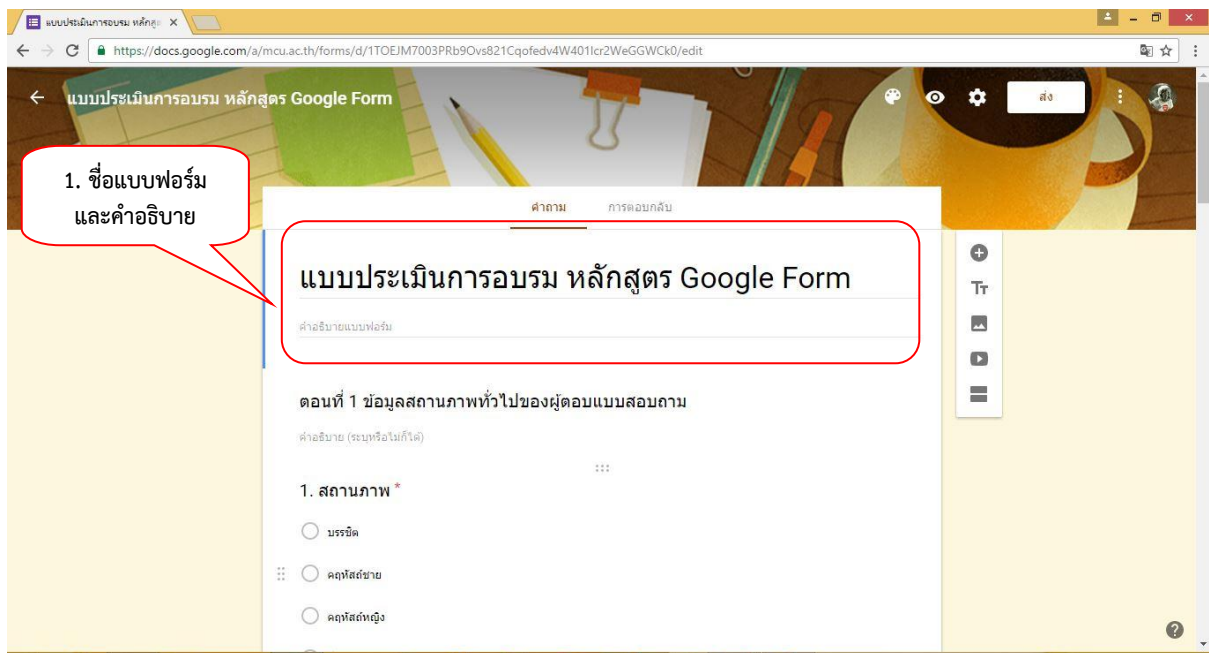 แบบประเมินการอบรม หลักสู
https://docs.google.com/a/mcu.ac.th/forms/d/1TOEJM7003PRb9Ovs821Cqofedv4W401Icr2WeGGWCk0/edit
แบบประเมินการอบรม หลักสูตร Google Form
ส่ง
1. ชื่อแบบฟอร์ม
และคำอธิบาย
คำถาม การตอบกลับ
แบบประเมินการอบรม หลักสูตร Google Form
คำอธิบายแบบฟอร์ม
Tт
ตอนที่ 1 ข้อมูลสถานภาพทั่วไปของผู้ตอบแบบสอบถาม
คำอธิบาย (ระบุหรือไม่ก็ได้)
1. สถานภาพ *
บรรชิต
คฤหัสถ์ชาย
คฤหัสถ์หญิง